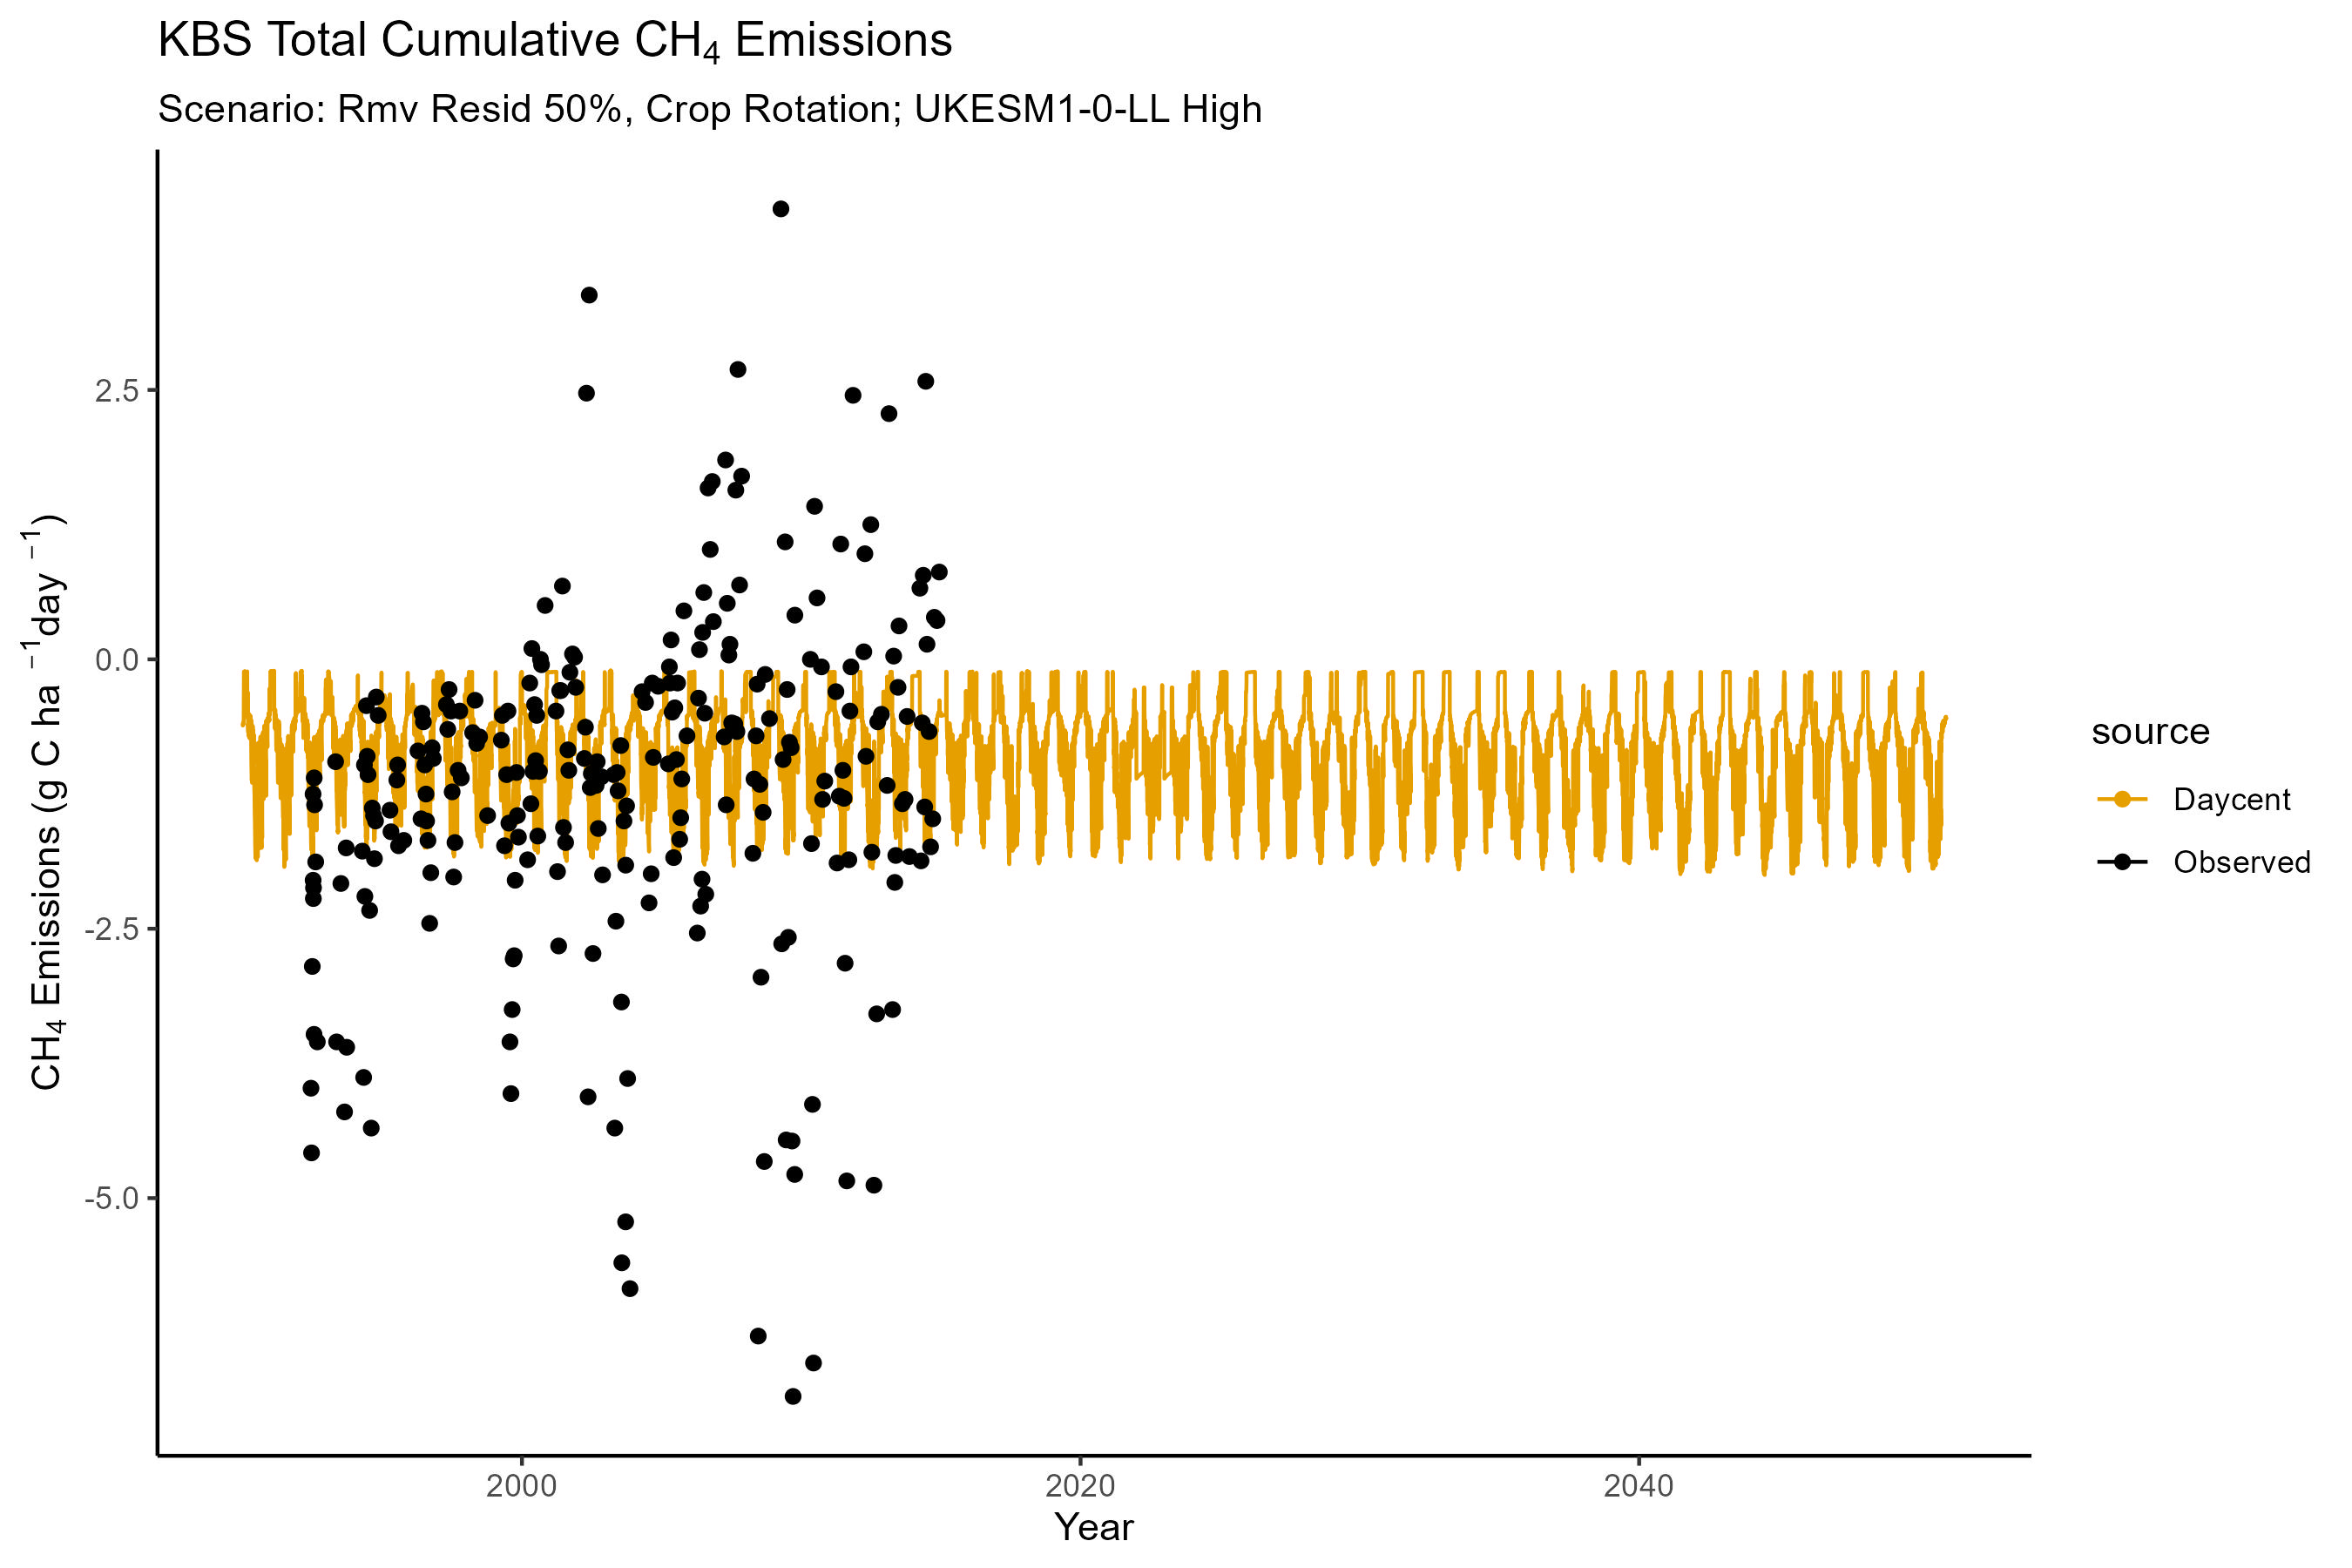 KBS Total Cumulative CH₄ Emissions
Scenario: Rmv Resid 50%, Crop Rotation; UKESM1-0-LL High
CH₄ Emissions (g C ha ⁻¹day ⁻¹)
2.5
0.0
-2.5
-5.0
2000
2020
2040
Year
source
Daycent
Observed